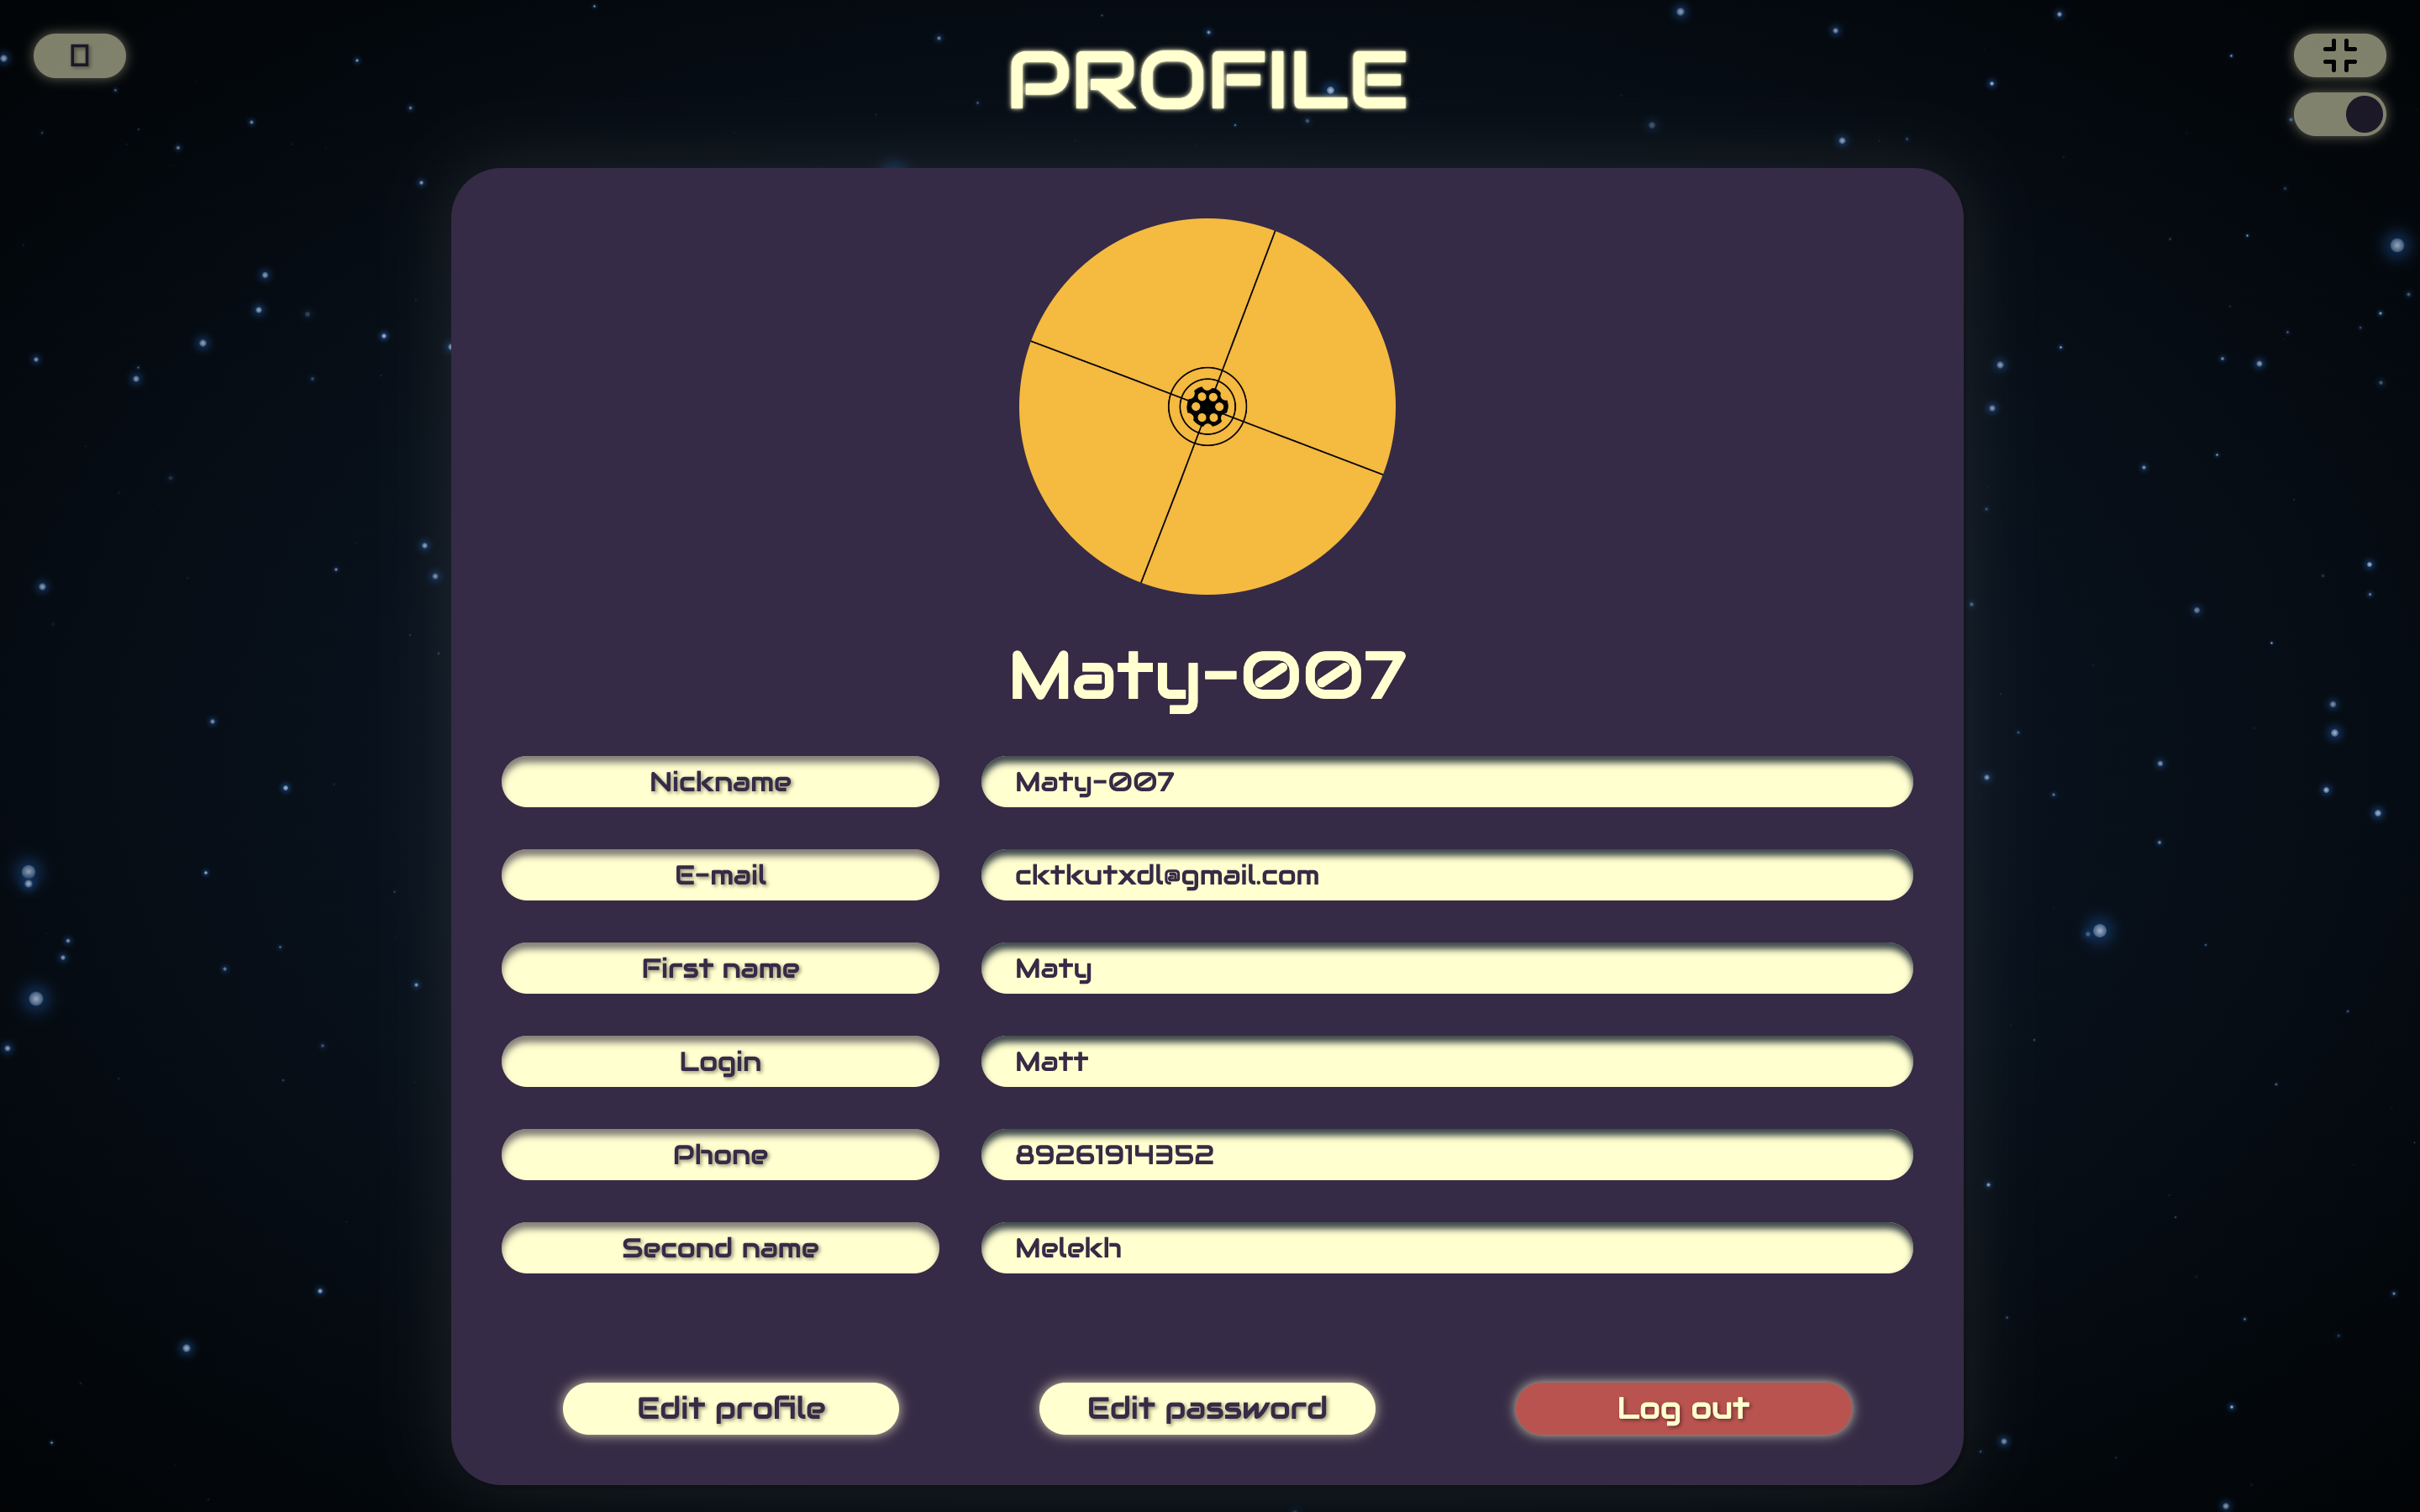 PROFILE
Maty-007
Nickname Maty-007
E-mail cktkutxdl@gmail.com
First name Maty
Login Matt
Phone 89261914352
Second name Melekh
Edit profile Edit password Log out